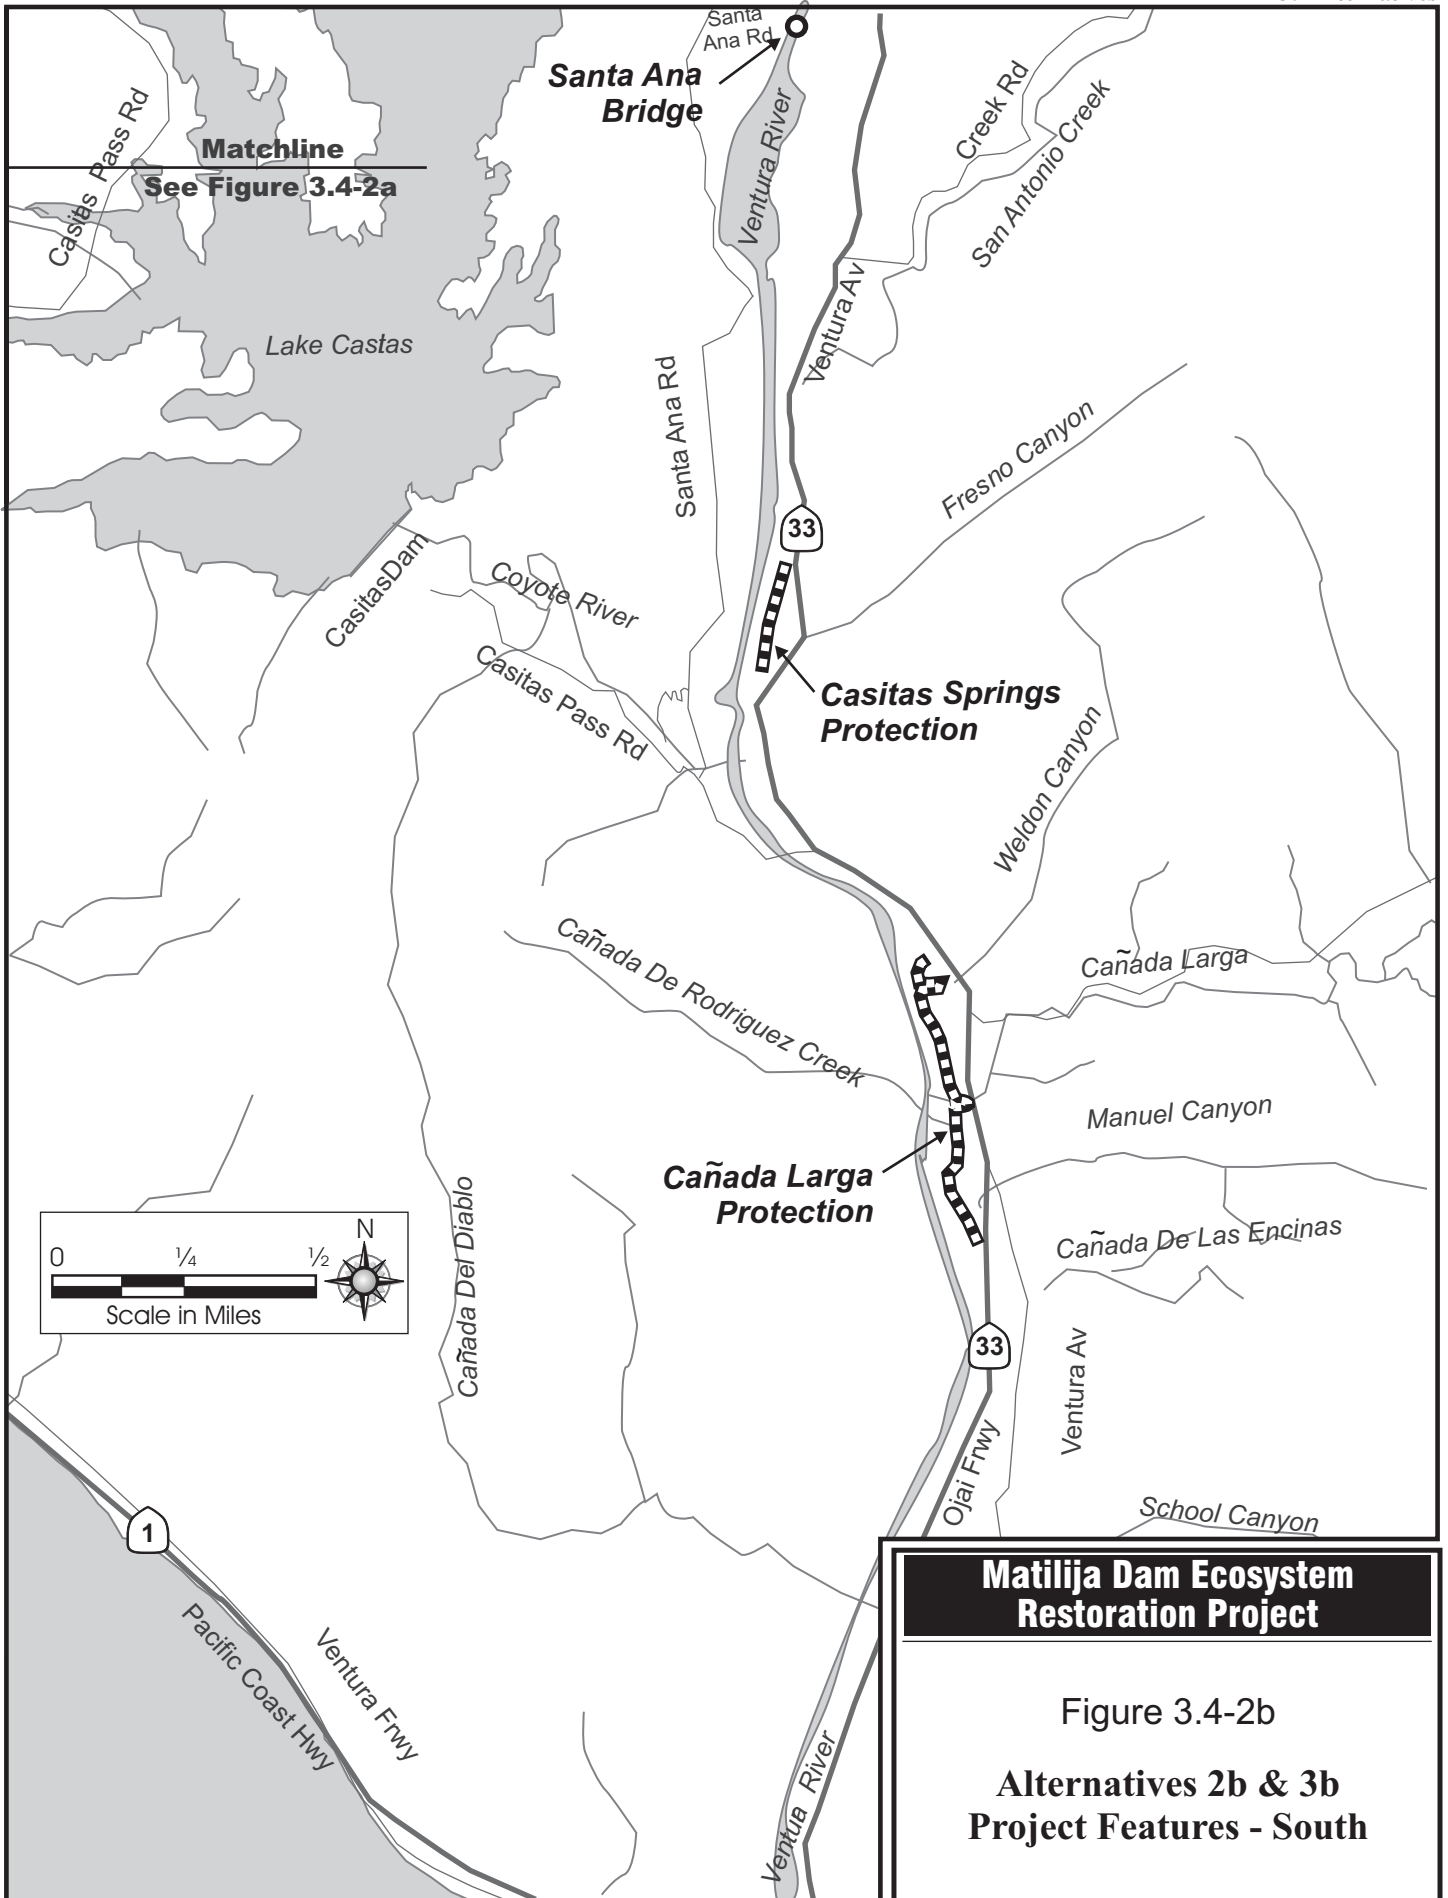 Santa
Ana Rd
Santa Ana
Bridge
Ventura River
Creek Rd
San Antonio Creek
Casitas Pass Rd
Matchline
See Figure 3.4-2a
Lake Castas
Ventura Av
Santa Ana Rd
Fresno Canyon
33
CasitasDam
Coyote River
Casitas Pass Rd
Casitas Springs
Protection
Weldon Canyon
Cañada De Rodriguez Creek
Cañada Larga
Manuel Canyon
Cañada Larga
Protection
Cañada De Las Encinas
Cañada Del Diablo
N
0 ¼ ½
Scale in Miles
33
Ventura Av
Ojai Frwy
School Canyon
1
Pacific Coast Hwy
Ventura Frwy
Ventua River
Matilija Dam Ecosystem
Restoration Project
Figure 3.4-2b
Alternatives 2b & 3b
Project Features - South